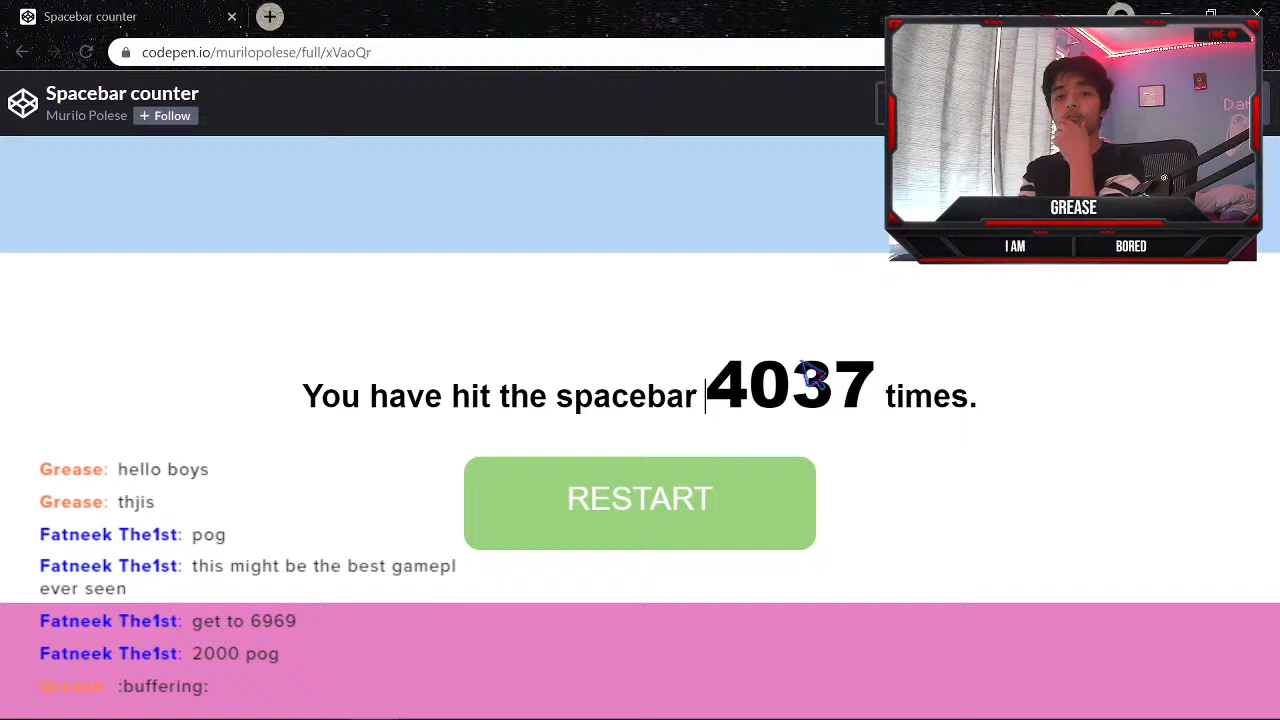 Spacebar counter
codepen.io/murilopolese/full/xVaoQr
Spacebar counter
Murilo Polese + Follow
LIVE
GREASE
I AM BORED
You have hit the spacebar 4037 times.
RESTART
Grease: hello boys
Grease: thjis
Fatneek The1st: pog
Fatneek The1st: this might be the best gamepl
ever seen
Fatneek The1st: get to 6969
Fatneek The1st: 2000 pog
Grease: :buffering: